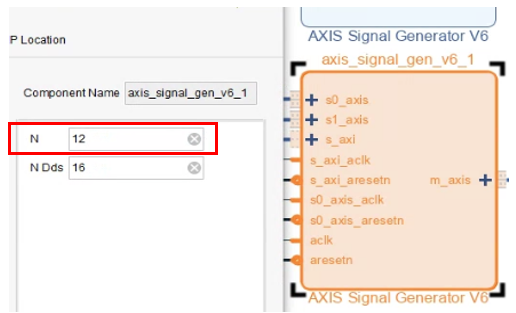 P Location
Component Name axis_signal_gen_v6_1
N 12
N Dds 16
AXIS Signal Generator V6
axis_signal_gen_v6_1
s0_axis
s1_axis
s_axi
s_axi_aclk
s_axi_aresetn
m_axis
s0_axis_aclk
s0_axis_aresetn
aclk
aresetn
AXIS Signal Generator V6